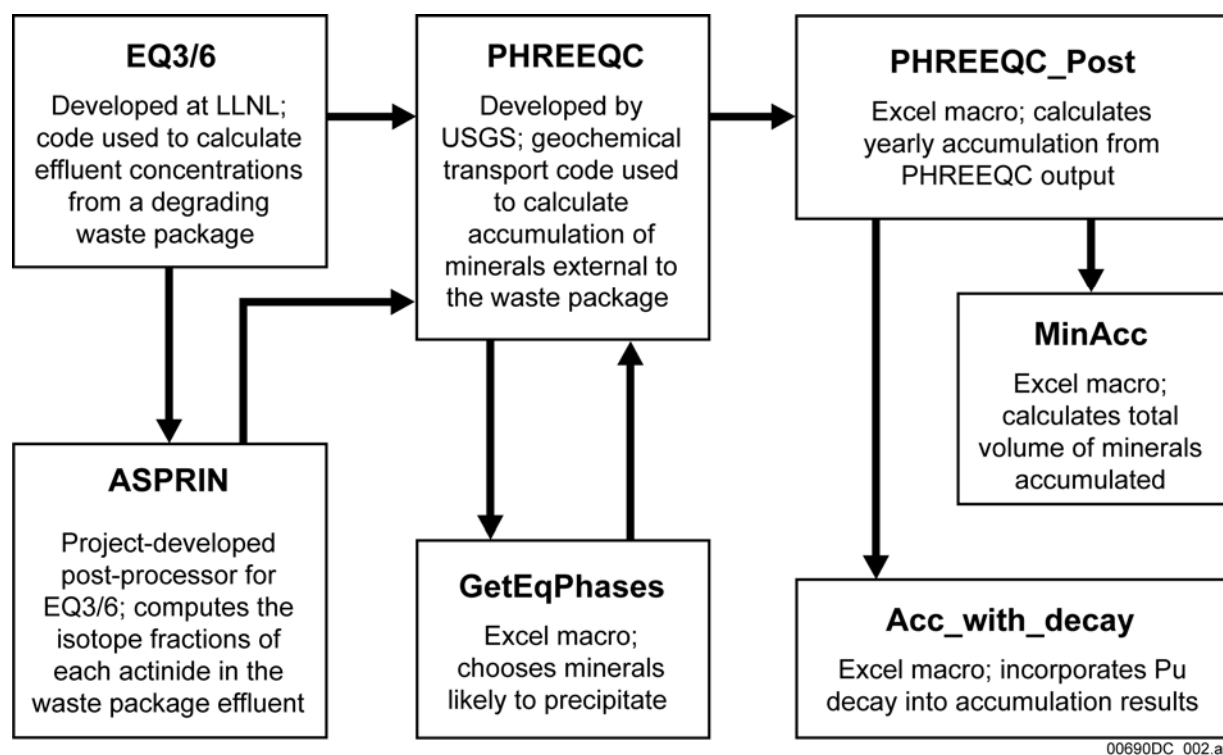 EQ3/6
Developed at LLNL;
code used to calculate
effluent concentrations
from a degrading
waste package
PHREEQC
Developed by
USGS; geochemical
transport code used
to calculate
accumulation of
minerals external to
the waste package
PHREEQC_Post
Excel macro; calculates
yearly accumulation from
PHREEQC output
MinAcc
Excel macro;
calculates total
volume of minerals
accumulated
ASPRIN
Project-developed
post-processor for
EQ3/6; computes the
isotope fractions of
each actinide in the
waste package effluent
GetEqPhases
Excel macro;
chooses minerals
likely to precipitate
Acc_with_decay
Excel macro; incorporates Pu
decay into accumulation results
00690DC_002.a